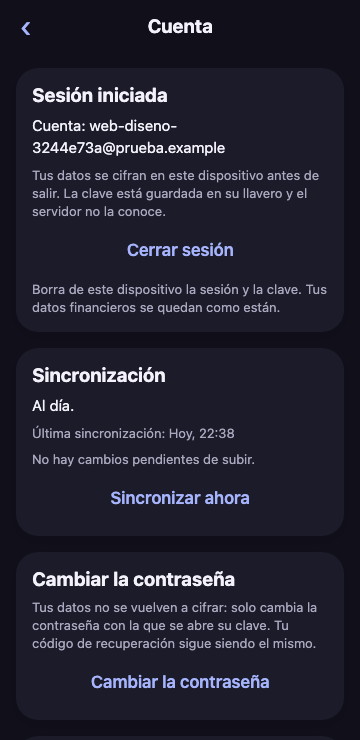 Cuenta
Sesión iniciada
Cuenta: web-diseno-
3244e73a@prueba.example
Tus datos se cifran en este dispositivo antes de
salir. La clave está guardada en su llavero y el
servidor no la conoce.
Cerrar sesión
Borra de este dispositivo la sesión y la clave. Tus
datos financieros se quedan como están.
Sincronización
Al día.
Última sincronización: Hoy, 22:38
No hay cambios pendientes de subir.
Sincronizar ahora
Cambiar la contraseña
Tus datos no se vuelven a cifrar: solo cambia la
contraseña con la que se abre su clave. Tu
código de recuperación sigue siendo el mismo.
Cambiar la contraseña